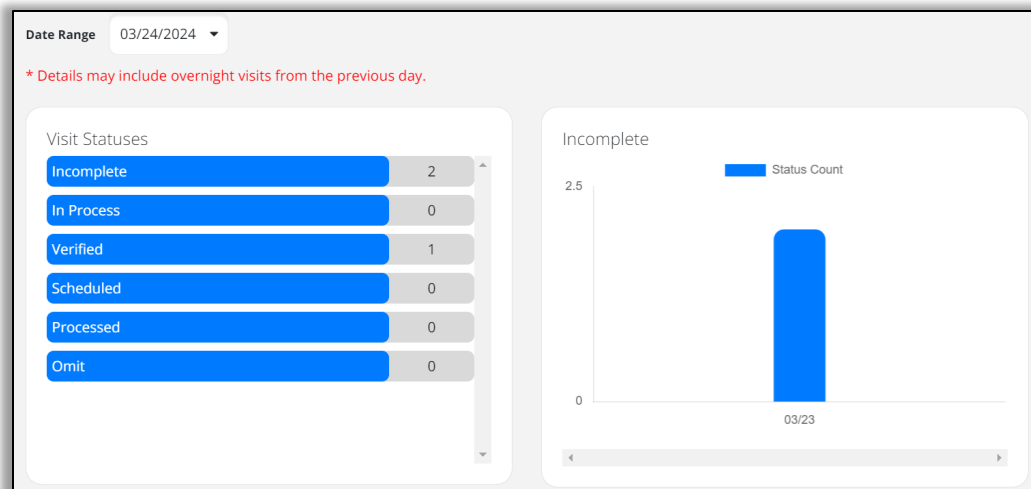 Date Range 03/24/2024
* Details may include overnight visits from the previous day.
Visit Statuses
Incomplete 2
In Process 0
Verified 1
Scheduled 0
Processed 0
Omit 0
Incomplete
Status Count
2.5
0
03/23